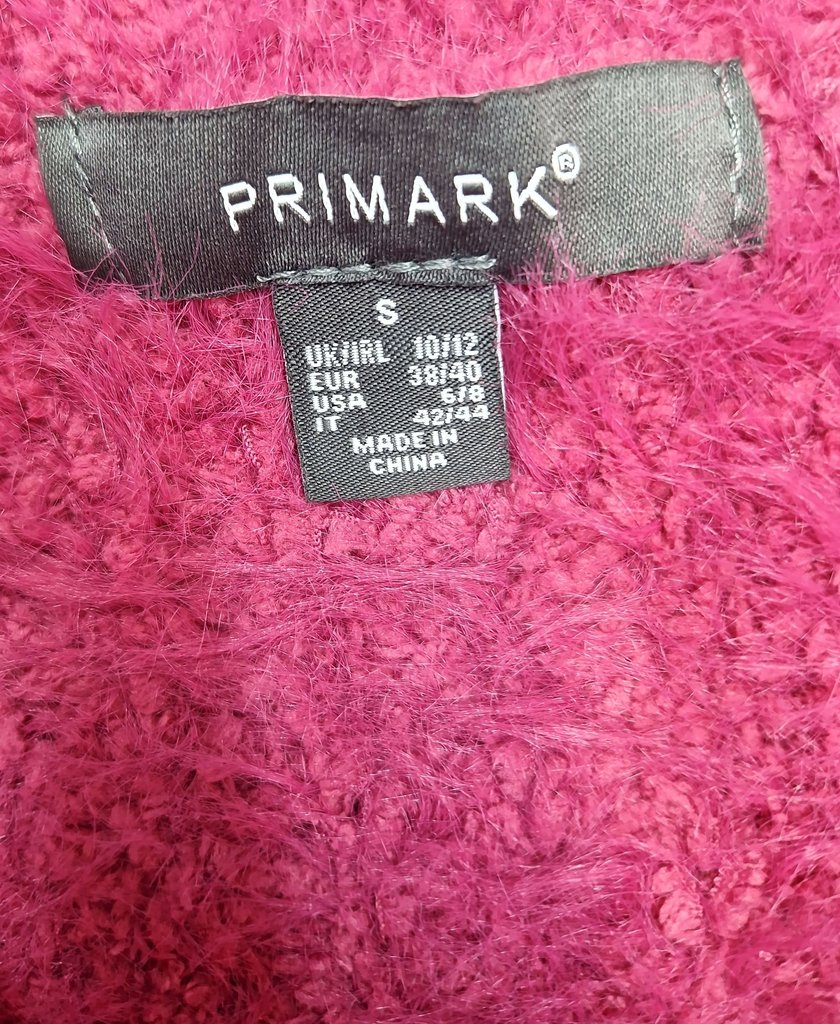 PRIMARK®
S
UK/IRL 10/12
EUR 38/40
USA 6/8
IT 42/44
MADE IN
CHINA